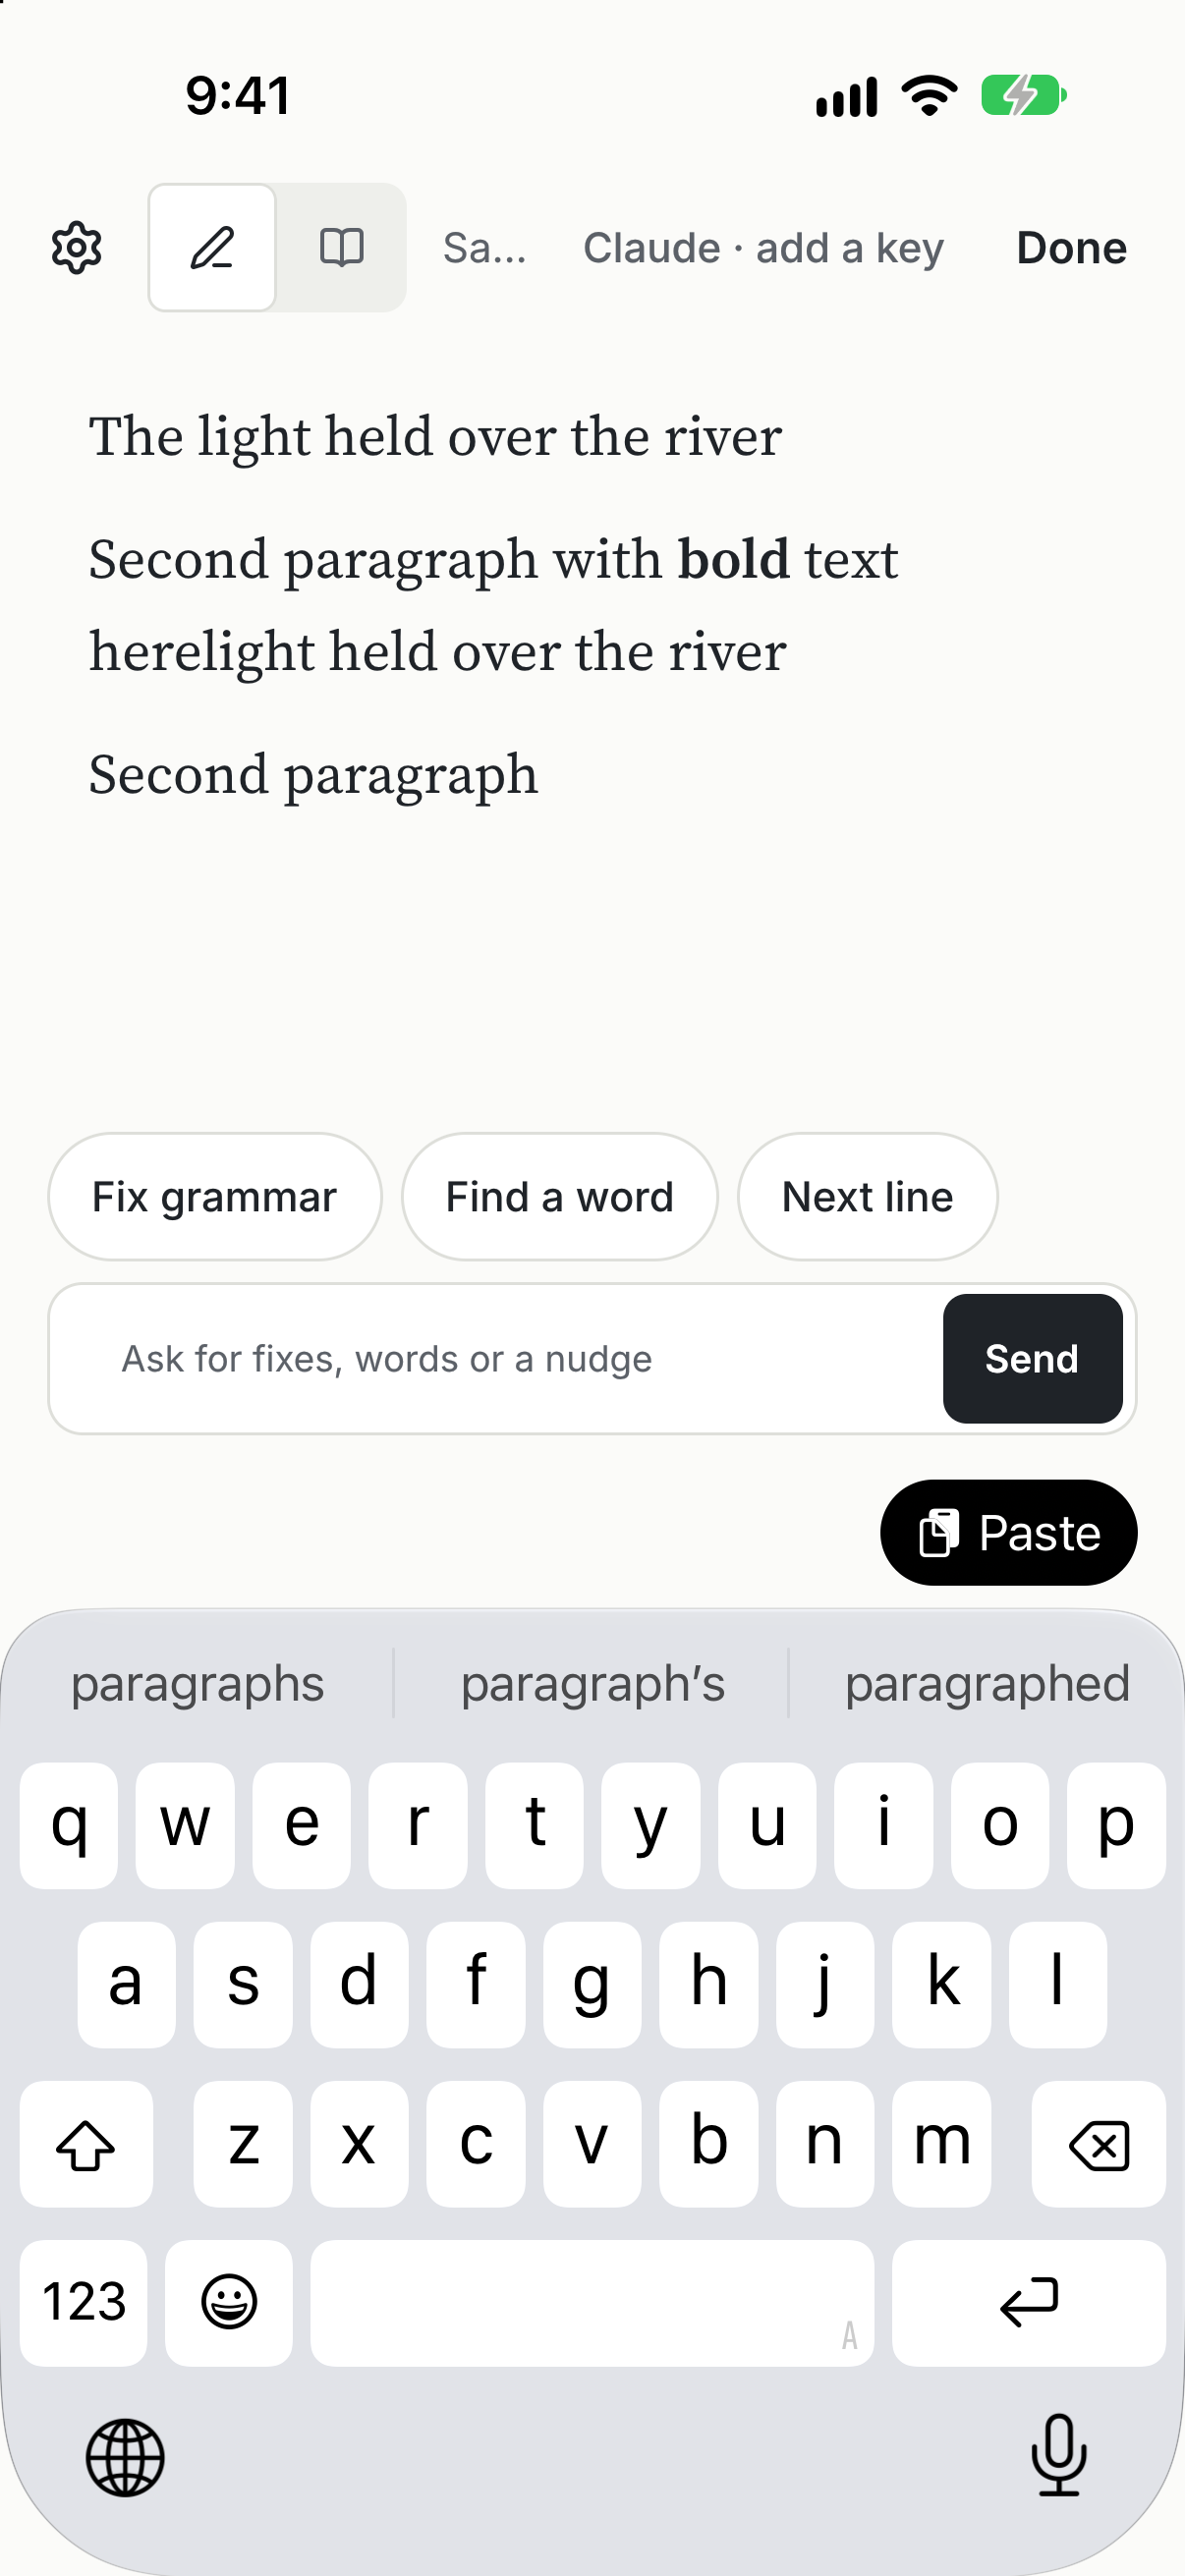 9:41
Sa... Claude · add a key Done
The light held over the river
Second paragraph with bold text
herelight held over the river
Second paragraph
Fix grammar Find a word Next line
Ask for fixes, words or a nudge Send
Paste
paragraphs paragraph’s paragraphed
q w e r t y u i o p
a s d f g h j k l
z x c v b n m
123
A